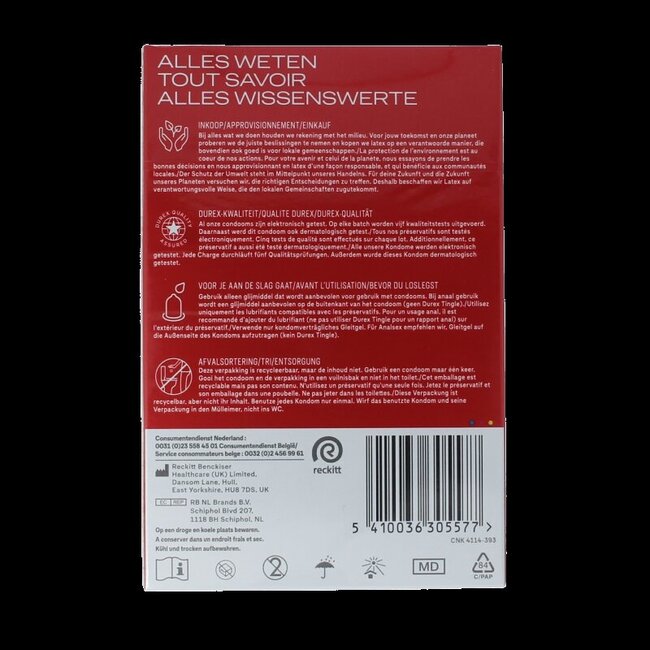 ALLES WETEN
TOUT SAVOIR
ALLES WISSENSWERTE
INKOOP/APPROVISIONNEMENT/EINKAUF
Bij alles wat we doen houden we rekening met het milieu. Voor jouw toekomst en onze planeet
proberen we de juiste beslissingen te nemen en kopen we latex op een verantwoorde manier, die
bovendien ook goed is voor lokale gemeenschappen./La protection de l'environnement est au
coeur de nos actions. Pour votre avenir et celui de la planète, nous essayons de prendre les
bonnes décisions en nous approvisionnant en latex d'une façon responsable, et qui bénéficie aux communautés
locales./Der Schutz der Umwelt steht im Mittelpunkt unseres Handelns. Für deine Zukunft und die Zukunft
unseres Planeten versuchen wir, die richtigen Entscheidungen zu treffen. Deshalb beschaffen wir Latex auf
verantwortungsvolle Weise, die den lokalen Gemeinschaften zugutekommt.
DUREX QUALITY
ASSURED
DUREX-KWALITEIT/QUALITE DUREX/DUREX-QUALITÄT
Al onze condooms zijn elektronisch getest. Op elke batch worden vijf kwaliteitstests uitgevoerd.
Daarnaast werd dit condoom ook dermatologisch getest./Tous nos préservatifs sont testés
électroniquement. Cinq tests de qualité sont effectués sur chaque lot. Additionnellement, ce
préservatif a aussi été testé dermatologiquement./Alle unsere Kondome werden elektronisch
getestet. Jede Charge durchläuft fünf Qualitätsprüfungen. Außerdem wurde dieses Kondom dermatologisch
getestet.
VOOR JE AAN DE SLAG GAAT/AVANT L'UTILISATION/BEVOR DU LOSLEGST
Gebruik alleen glijmiddel dat wordt aanbevolen voor gebruik met condooms. Bij anaal gebruik
wordt een glijmiddel aanbevolen op de buitenkant van het condoom (geen Durex Tingle)./Utilisez
uniquement les lubrifiants compatibles avec les préservatifs. Pour un usage anal, il est
recommandé d'ajouter du lubrifiant (ne pas utiliser Durex Tingle pour un rapport anal) sur
l'extérieur du préservatif./Verwende nur kondomverträgliches Gleitgel. Für Analsex empfehlen wir, Gleitgel auf
die Außenseite des Kondoms aufzutragen (kein Durex Tingle).
AFVALSORTERING/TRI/ENTSORGUNG
Deze verpakking is recycleerbaar, maar de inhoud niet. Gebruik een condoom maar één keer.
Gooi het condoom en de verpakking in een vuilnisbak en niet in het toilet./Cet emballage est
recyclable mais pas son contenu. N'utilisez un préservatif qu'une seule fois. Jetez le préservatif et
son emballage dans une poubelle. Ne pas jeter dans les toilettes./Diese Verpackung ist
recycelbar, aber nicht ihr Inhalt. Benutze jedes Kondom nur einmal. Wirf das benutzte Kondom und seine
Verpackung in den Mülleimer, nicht ins WC.
Consumentendienst Nederland :
0031 (0)23 558 45 01 Consumentendienst België/
Service consommateurs belge : 0032 (0)2 456 99 61
Reckitt Benckiser
Healthcare (UK) Limited,
Dansom Lane, Hull,
East Yorkshire, HU8 7DS. UK
EC REP
RB NL Brands B.V.
Schiphol Blvd 207,
1118 BH Schiphol, NL
Op een droge en koele plaats bewaren.
A conserver dans un endroit frais et sec.
Kühl und trocken aufbewahren.
reckitt
5 410036 305577 >
CNK 4114-393
2
MD
84
C/PAP